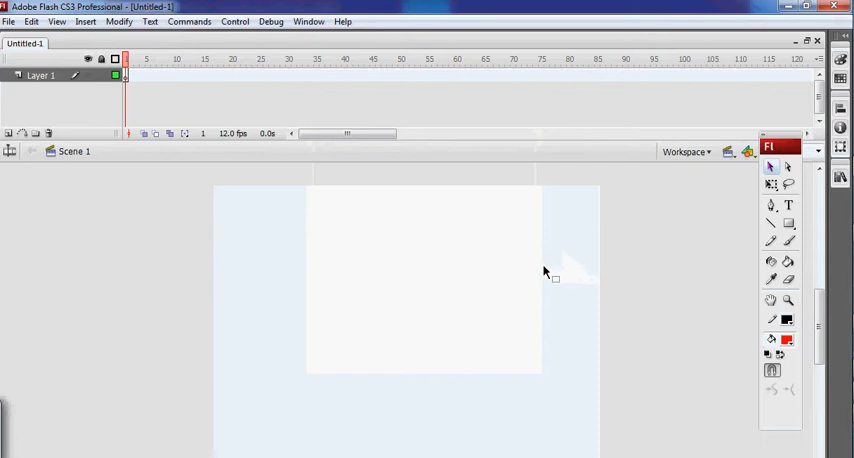 Adobe Flash CS3 Professional - [Untitled-1]
File Edit View Insert Modify Text Commands Control Debug Window Help
Untitled-1
1 5 10 15 20 25 30 35 40 45 50 55 60 65 70 75 80 85 90 95 100 105 110 115 120
Layer 1
1 12.0 fps 0.0s
Scene 1 Workspace
Fl
T